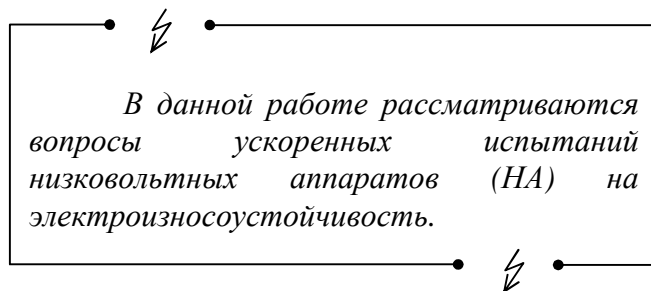 В данной работе рассматриваются
вопросы ускоренных испытаний
низковольтных аппаратов (НА) на
электроизносоустойчивость.